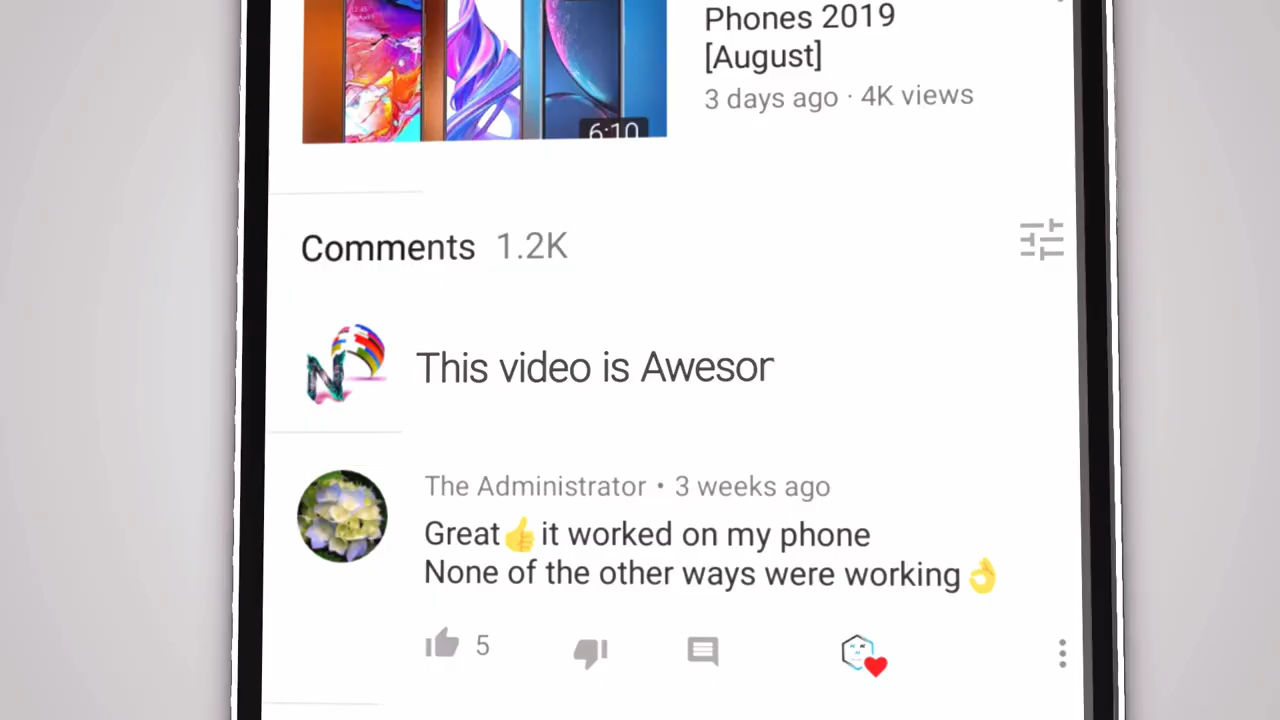 Phones 2019
[August]
3 days ago · 4K views
6:10
Comments 1.2K
N
This video is Awesor
The Administrator • 3 weeks ago
Great👍it worked on my phone
None of the other ways were working👌
5